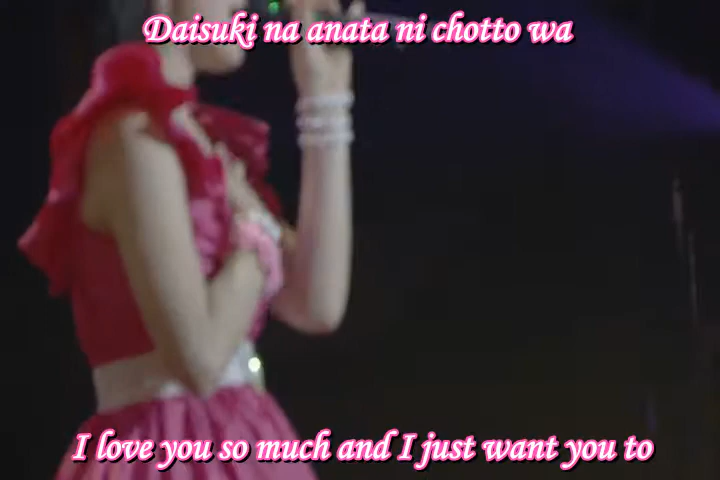 Daisuki na anata ni chotto wa
I love you so much and I just want you to